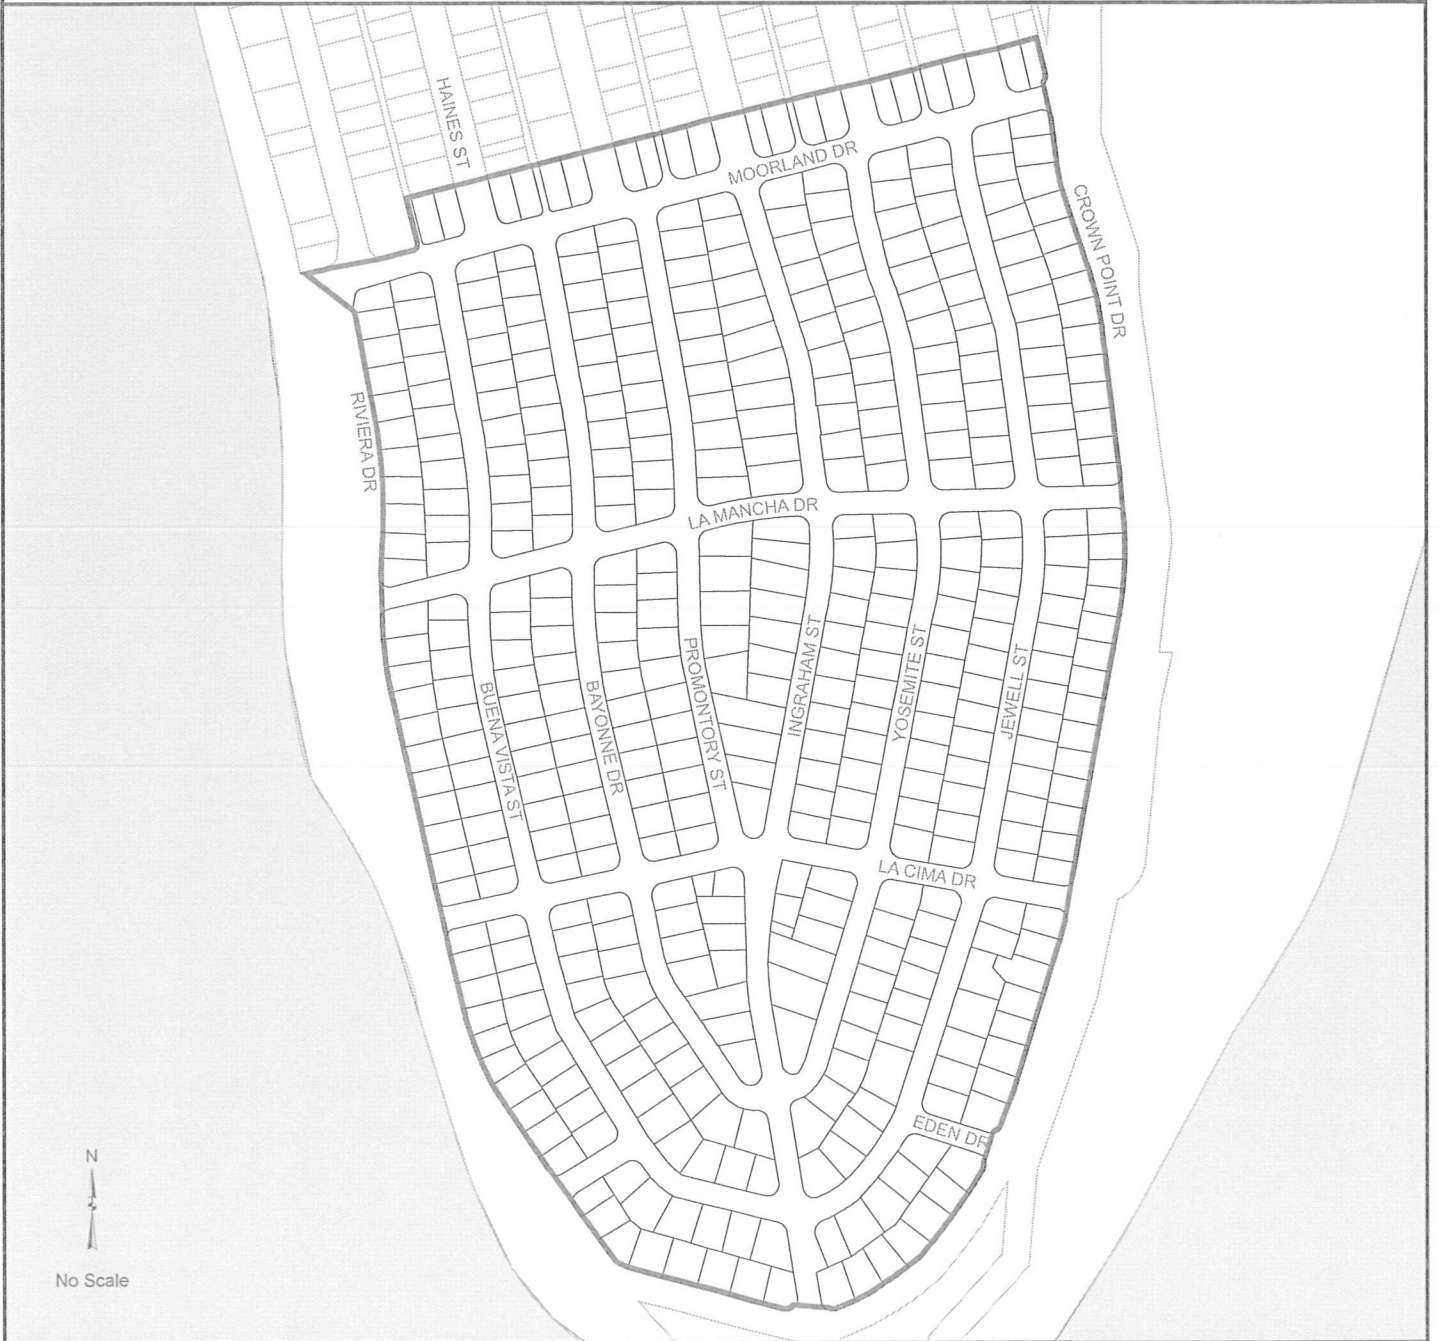 HAINES ST
MOORLAND DR
CROWN POINT DR
RIVIERA DR
LA MANCHA DR
INGRAHAM ST
YOSEMITE ST
JEWELL ST
PROMONTORY ST
BUENA VISTA ST
BAYONNE DR
LA CIMA DR
EDEN DR
N
No Scale